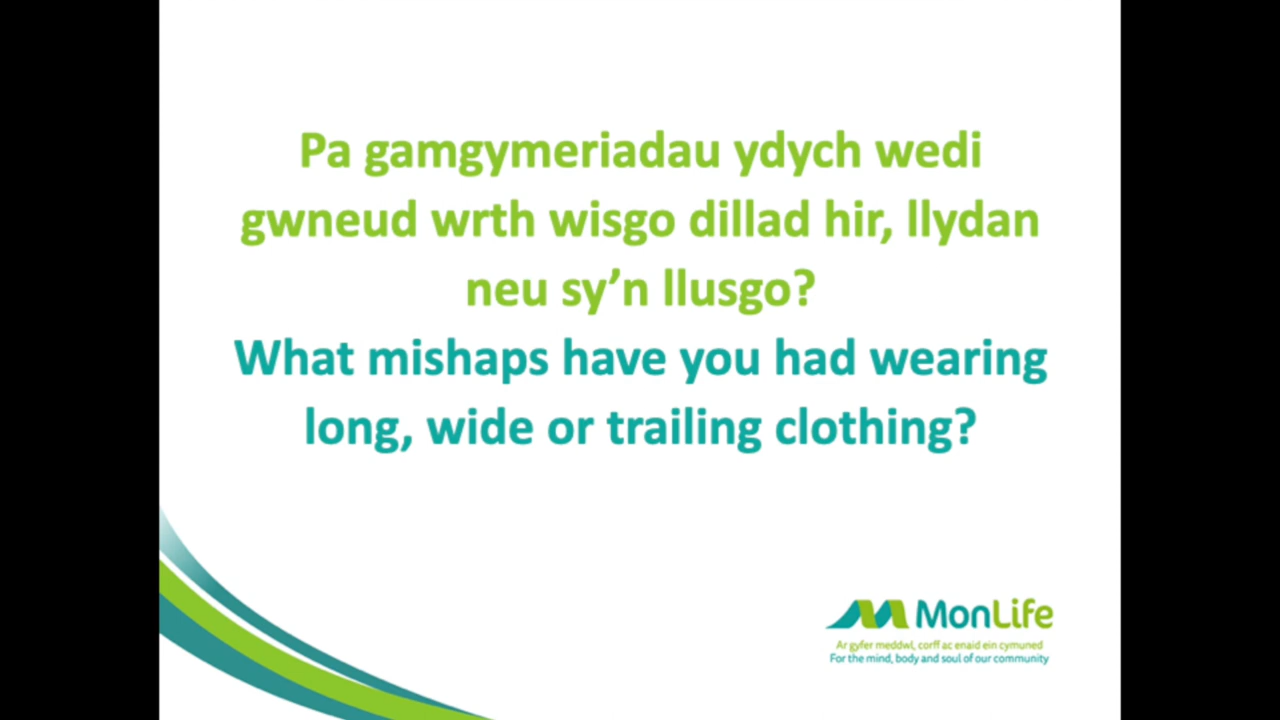 Pa gamgymeriadau ydych wedi
gwneud wrth wisgo dillad hir, llydan
neu sy’n llusgo?
What mishaps have you had wearing
long, wide or trailing clothing?
MonLife
Ar gyfer meddwl, corff ac enaid ein cymuned
For the mind, body and soul of our community